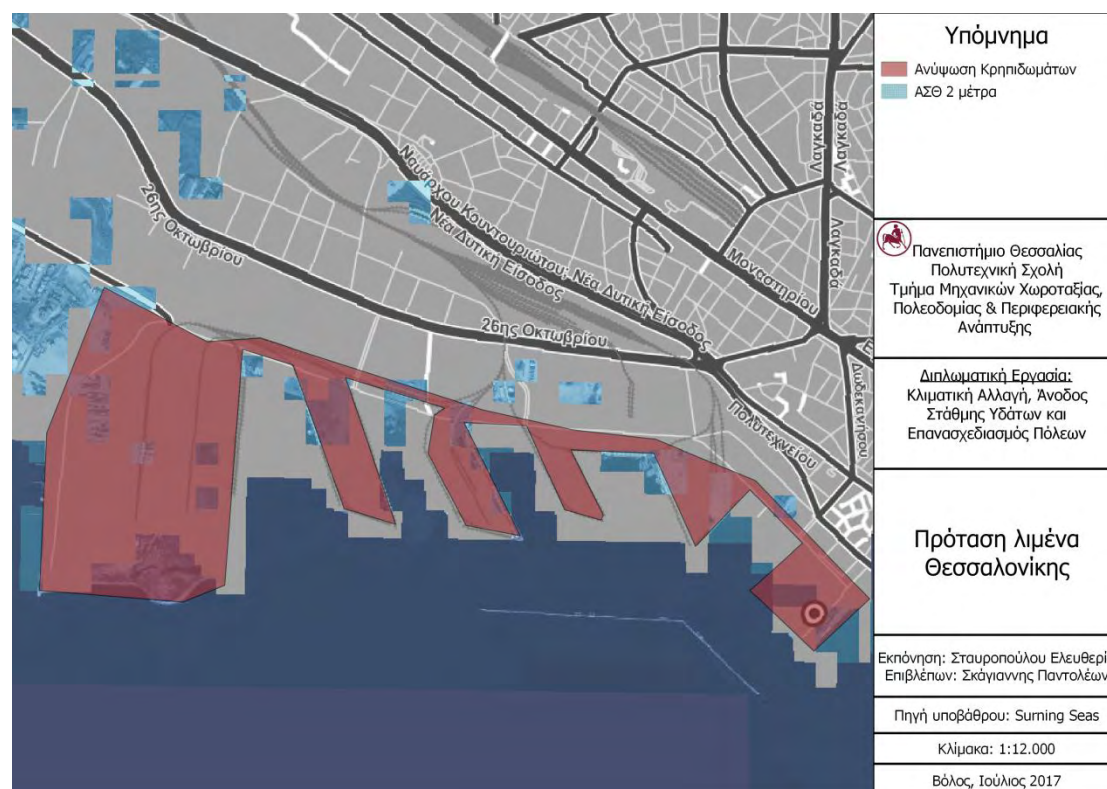 Υπόμνημα
Ανύψωση Κρηπιδωμάτων
ΑΣΘ 2 μέτρα
Πανεπιστήμιο Θεσσαλίας
Πολυτεχνική Σχολή
Τμήμα Μηχανικών Χωροταξίας,
Πολεοδομίας & Περιφερειακής
Ανάπτυξης
Διπλωματική Εργασία:
Κλιματική Αλλαγή, Άνοδος
Στάθμης Υδάτων και
Επανασχεδιασμός Πόλεων
Πρόταση λιμένα
Θεσσαλονίκης
Εκπόνηση: Σταυροπούλου Ελευθερί
Επιβλέπων: Σκάγιαννης Παντολέων
Πηγή υποβάθρου: Surning Seas
Κλίμακα: 1:12.000
Βόλος, Ιούλιος 2017
Λαγκαδά
Λαγκαδά
Λαγκαδά
Ναυάρχου Κουντουριώτου; Νέα Δυτική Είσοδος
Νέα Δυτική Είσοδος
26ης Οκτωβρίου
26ης Οκτωβρίου
Μοναστηρίου
Πολυτεχνείου
Δωδεκανήσου